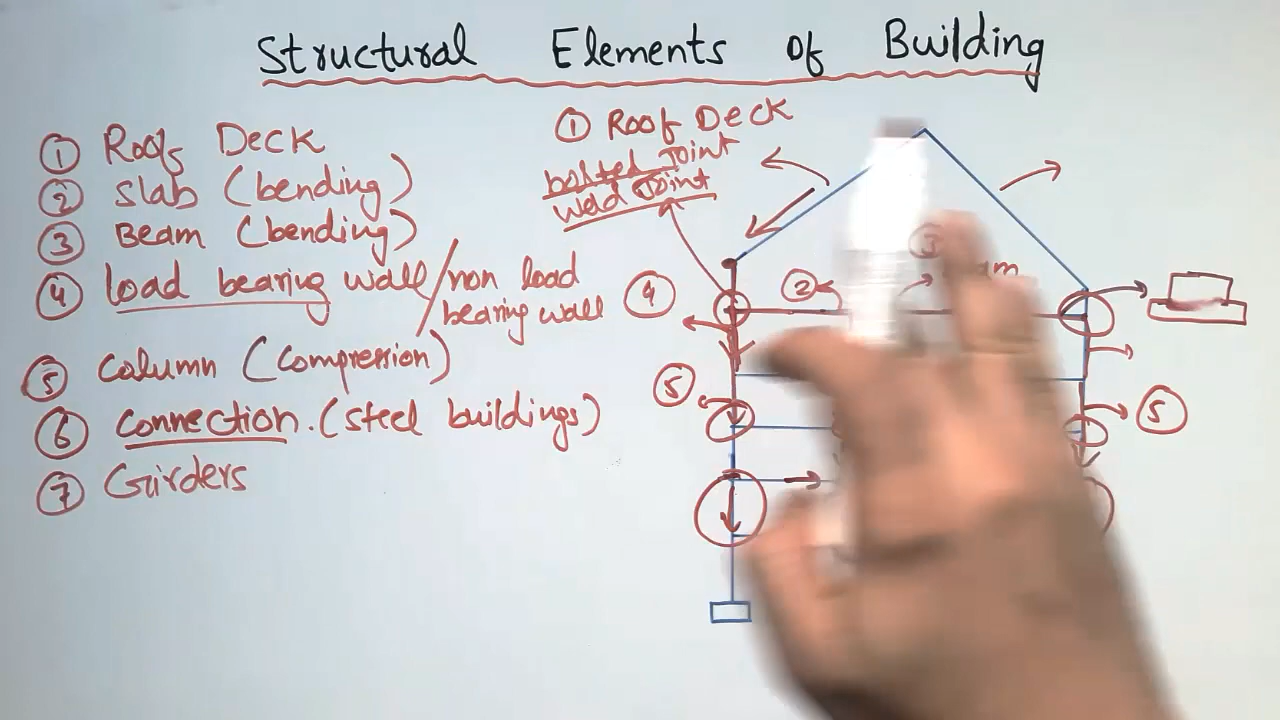 Structural Elements of Building
① Roofs Deck
② Slab (bending)
③ Beam (bending)
④ load bearing wall/non load bearing wall
⑤ Column (Compression)
⑥ Connection. (steel buildings)
⑦ Girders
① Roof Deck
bolted Joint
Weld Joint
②
③
④
⑤
⑤